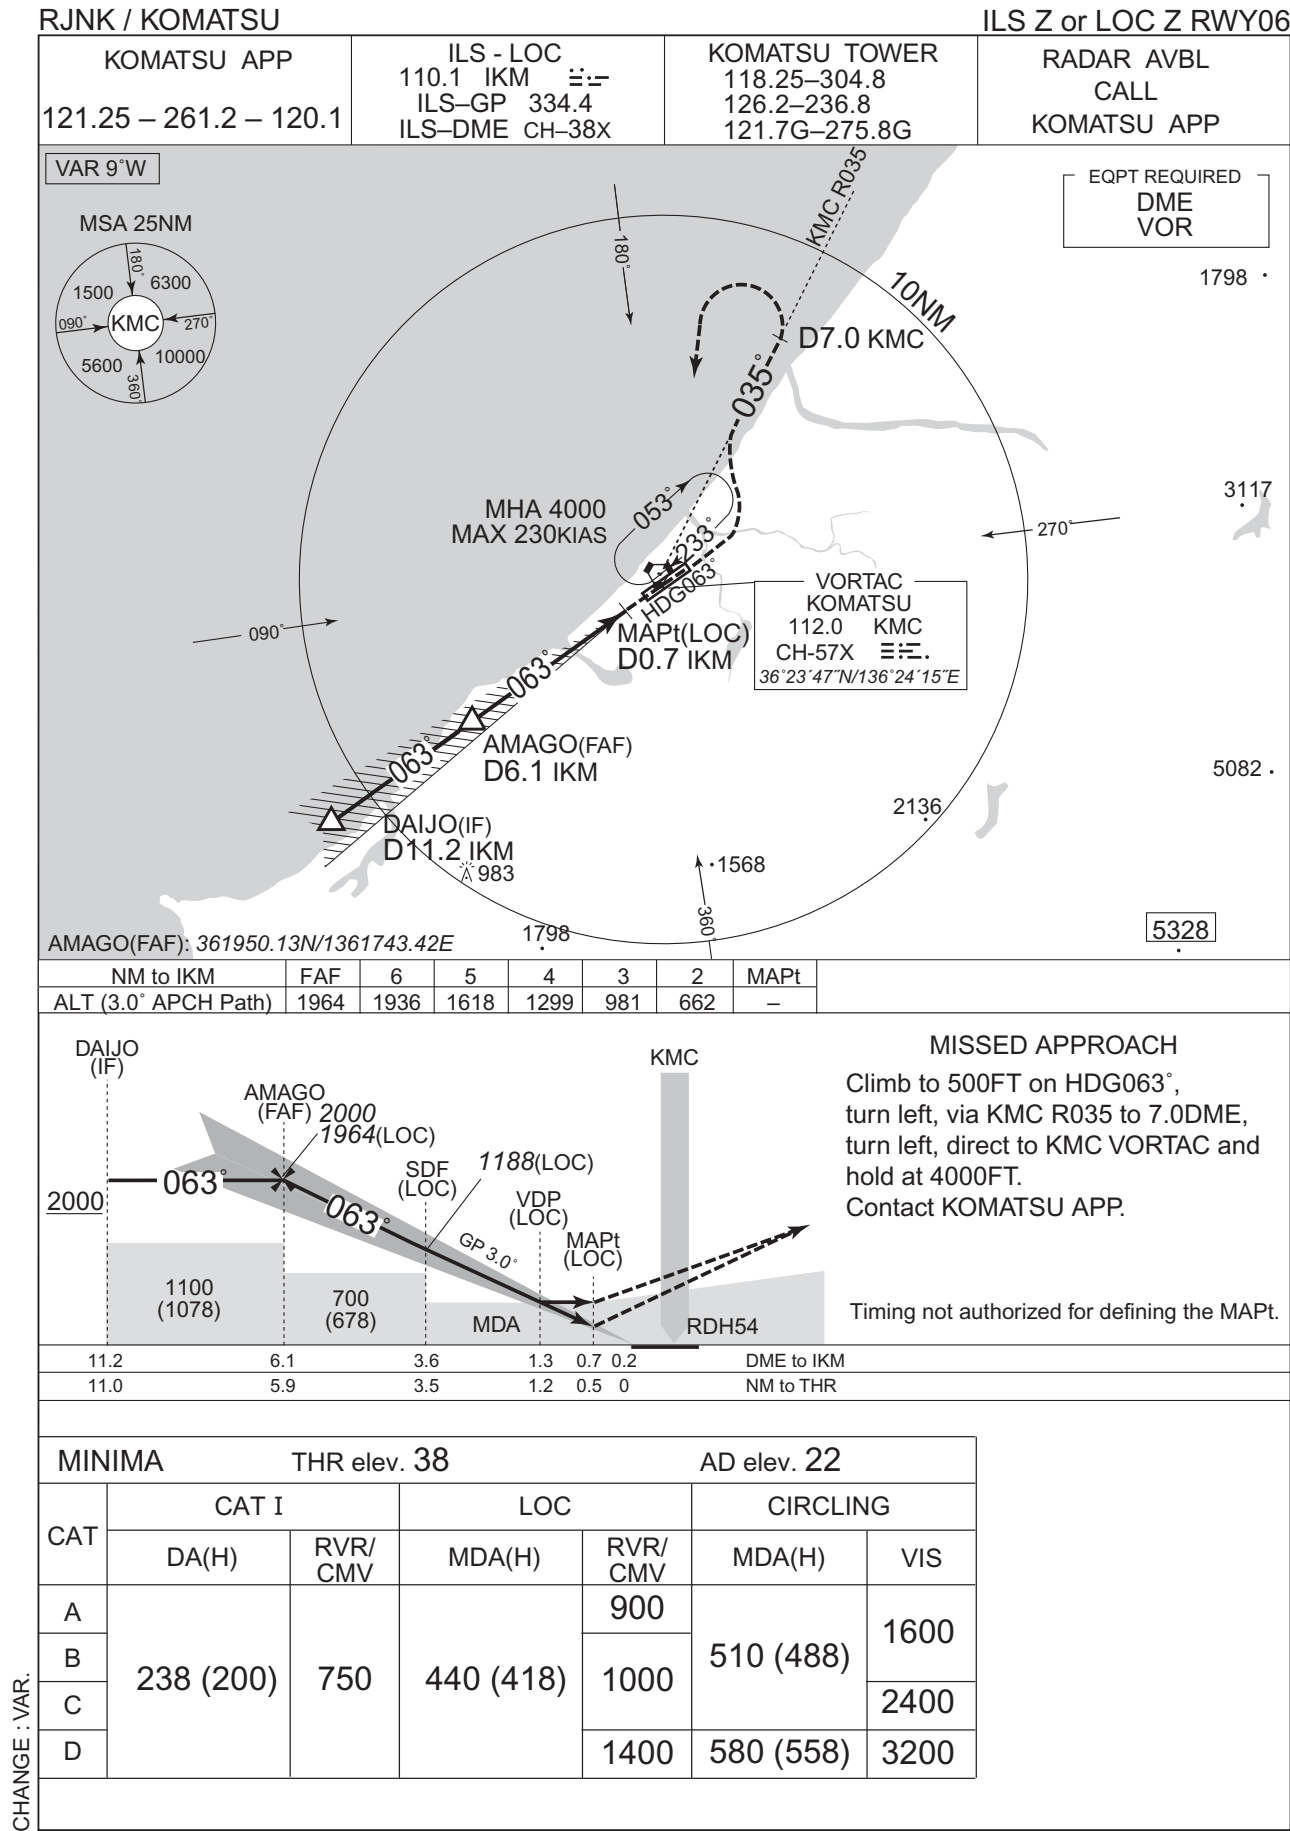 RJNK / KOMATSU
ILS Z or LOC Z RWY06
KOMATSU APP
121.25 – 261.2 – 120.1
ILS - LOC
110.1 IKM
ILS–GP 334.4
ILS–DME CH–38X
KOMATSU TOWER
118.25–304.8
126.2–236.8
121.7G–275.8G
RADAR AVBL
CALL
KOMATSU APP
VAR 9°W
MSA 25NM
180°
1500
6300
090°
KMC
270°
5600
10000
360°
EQPT REQUIRED
DME
VOR
KMC R035
180°
10NM
1798
D7.0 KMC
035°
3117
MHA 4000
MAX 230KIAS
053°
233°
270°
HDG063°
VORTAC
KOMATSU
112.0 KMC
CH-57X
36°23´47˝N/136°24´15˝E
090°
MAPt(LOC)
D0.7 IKM
063°
AMAGO(FAF)
D6.1 IKM
063°
5082
2136
DAIJO(IF)
D11.2 IKM
983
1568
360°
1798
5328
AMAGO(FAF): 361950.13N/1361743.42E
NM to IKM FAF 6 5 4 3 2 MAPt
ALT (3.0° APCH Path) 1964 1936 1618 1299 981 662 –
DAIJO
(IF)
AMAGO
(FAF)
2000
1964(LOC)
KMC
SDF
(LOC)
1188(LOC)
VDP
(LOC)
MAPt
(LOC)
063°
2000
063°
GP 3.0°
1100
(1078)
700
(678)
MDA
RDH54
MISSED APPROACH
Climb to 500FT on HDG063°,
turn left, via KMC R035 to 7.0DME,
turn left, direct to KMC VORTAC and
hold at 4000FT.
Contact KOMATSU APP.
Timing not authorized for defining the MAPt.
11.2 6.1 3.6 1.3 0.7 0.2 DME to IKM
11.0 5.9 3.5 1.2 0.5 0 NM to THR
MINIMA THR elev. 38 AD elev. 22
CAT
CAT I LOC CIRCLING
DA(H) RVR/CMV MDA(H) RVR/CMV MDA(H) VIS
A
B
C
D
238 (200)
750
440 (418)
900
1000
1400
510 (488)
580 (558)
1600
2400
3200
CHANGE : VAR.